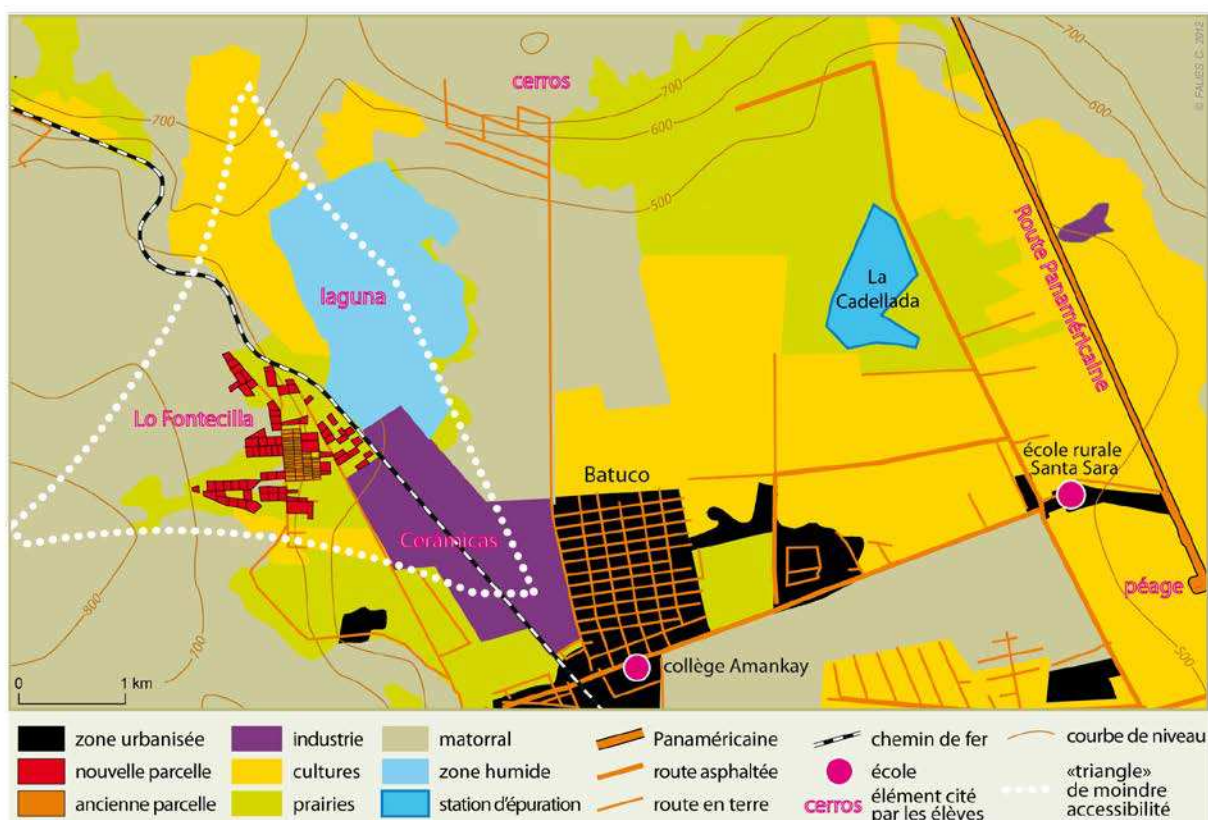 © FALIES C. 2012
700
600
700
cerros
700
600
500
500
laguna
La
Cadellada
Route Panaméricaine
Lo Fontecilla
école rurale
Santa Sara
Batuco
Cerámicas
péage
800
700
500
collège Amankay
0 1 km
zone urbanisée
industrie
matorral
Panaméricaine
chemin de fer
courbe de niveau
nouvelle parcelle
cultures
zone humide
route asphaltée
école
«triangle»
de moindre
accessibilité
ancienne parcelle
prairies
station d'épuration
route en terre
cerros
élément cité
par les élèves